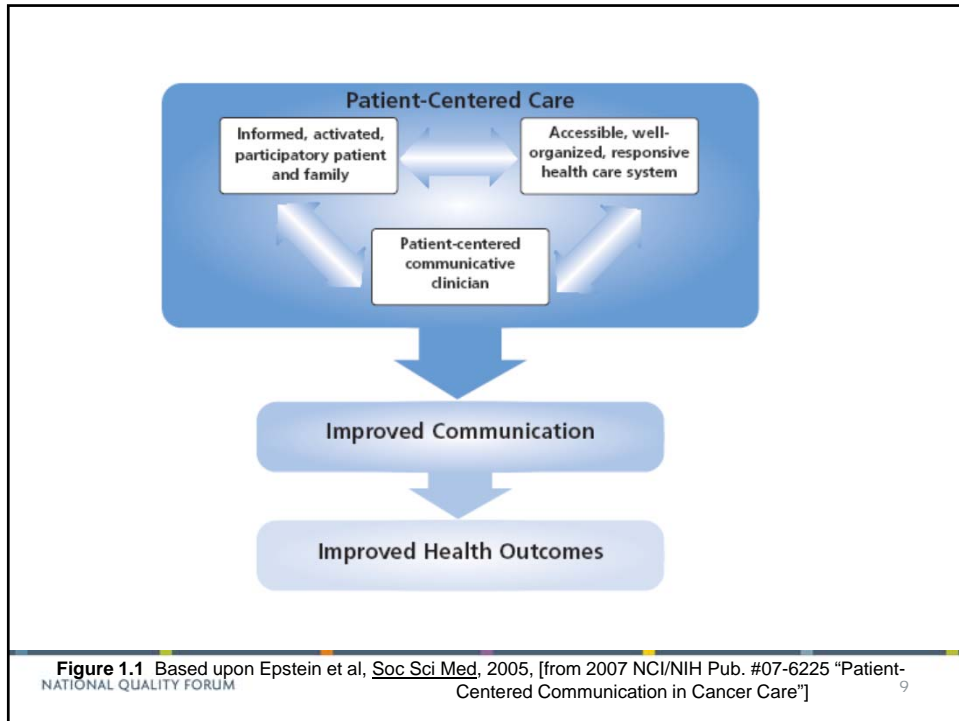 Patient-Centered Care
Informed, activated,
participatory patient
and family
Accessible, well-
organized, responsive
health care system
Patient-centered
communicative
clinician
Improved Communication
Improved Health Outcomes
Figure 1.1 Based upon Epstein et al, Soc Sci Med, 2005, [from 2007 NCI/NIH Pub. #07-6225 “Patient-
Centered Communication in Cancer Care”]
NATIONAL QUALITY FORUM
9